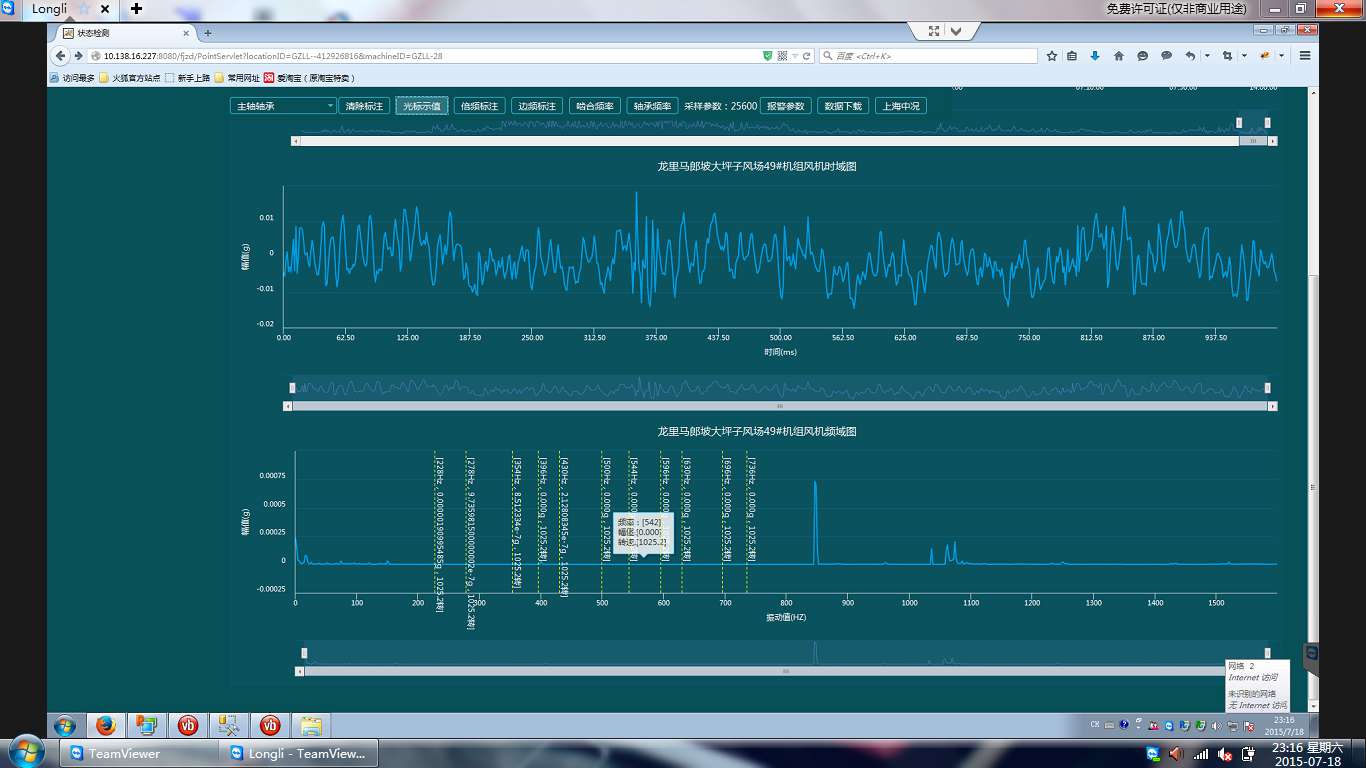 Longli
免费许可证(仅非商业用途)
状态检测
10.138.16.227:8080/fjzd/PointServlet?locationID=GZLL--412926816&machineID=GZLL-28
百度 <Ctrl+K>
访问最多 火狐官方站点 新手上路 常用网址 爱淘宝（原淘宝特卖）
主轴轴承 清除标注 光标示值 倍频标注 边频标注 啮合频率 轴承频率 采样参数：25600 报警参数 数据下载 上海中况
龙里马郎坡大坪子风场49#机组风机时域图
幅值(g)
0.01
0
-0.01
-0.02
0.00 62.50 125.00 187.50 250.00 312.50 375.00 437.50 500.00 562.50 625.00 687.50 750.00 812.50 875.00 937.50
时间(ms)
龙里马郎坡大坪子风场49#机组风机频域图
幅值(g)
0.00075
0.0005
0.00025
0
-0.00025
[228Hz, 0.00000190995485g, 1025.2转]
[278Hz, 9.735981500000002e-7g, 1025.2转]
[354Hz, 8.512334e-7g, 1025.2转]
[396Hz, 0.000g, 1025.2转]
[430Hz, 2.12808345e-7g, 1025.2转]
[500Hz, 0.000g, 1025.2转]
[544Hz, 0.000g, 1025.2转]
[596Hz, 0.000g, 1025.2转]
[630Hz, 0.000g, 1025.2转]
[696Hz, 0.000g, 1025.2转]
[736Hz, 0.000g, 1025.2转]
频率：[542]
幅值:[0.000]
转速:[1025.2]
0 100 200 300 400 500 600 700 800 900 1000 1100 1200 1300 1400 1500
振动值(HZ)
网络 2
Internet 访问
未识别的网络
无 Internet 访问
CH
23:16
2015/7/18
TeamViewer
Longli - TeamView...
23:16 星期六
2015-07-18